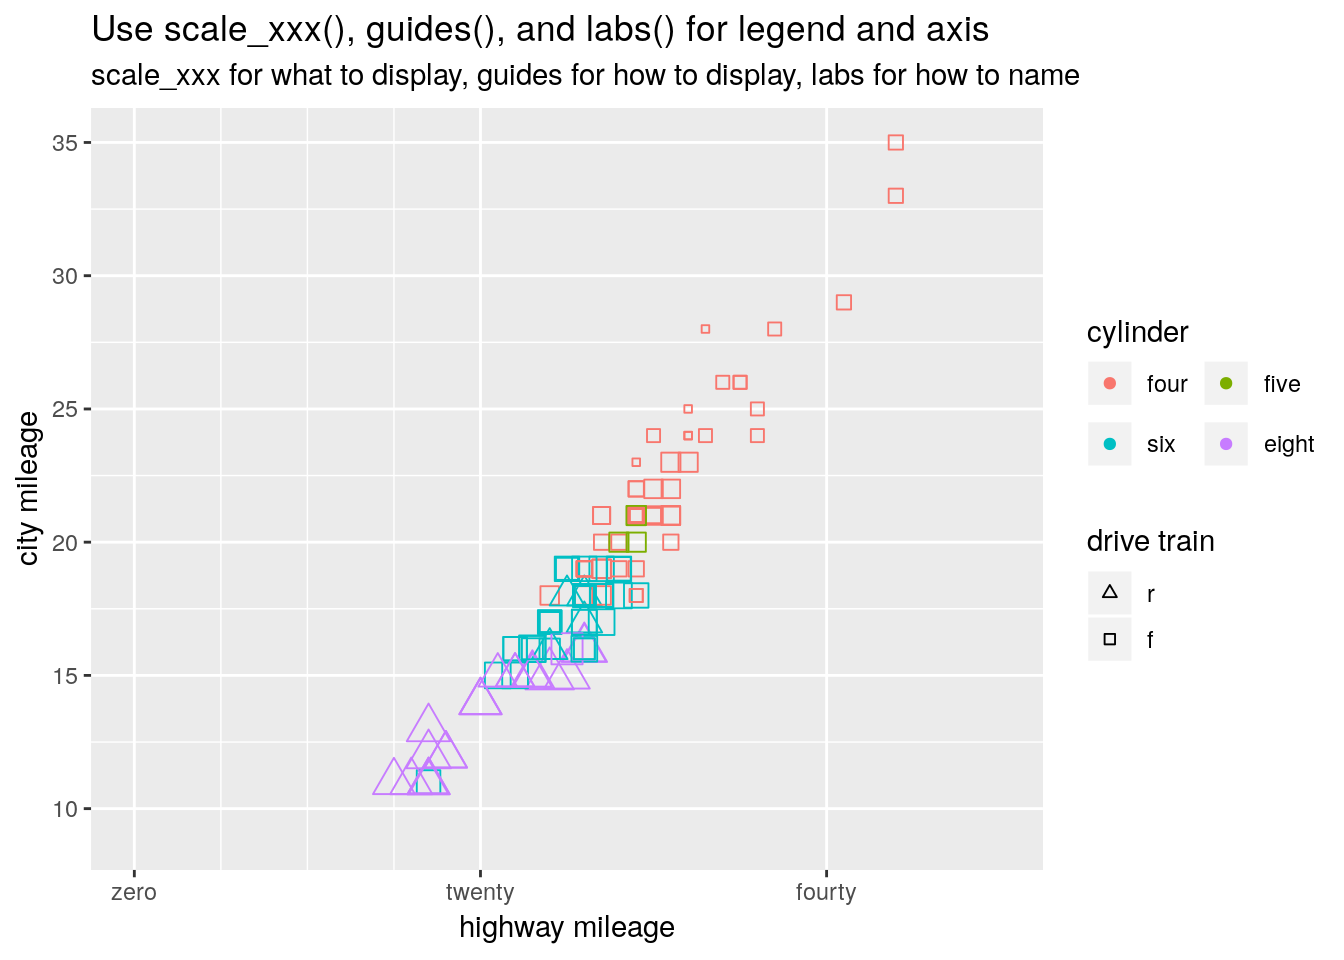 Use scale_xxx(), guides(), and labs() for legend and axis
scale_xxx for what to display, guides for how to display, labs for how to name
35
30
25
20
15
10
city mileage
zero
twenty
fourty
highway mileage
cylinder
four
five
six
eight
drive train
r
f